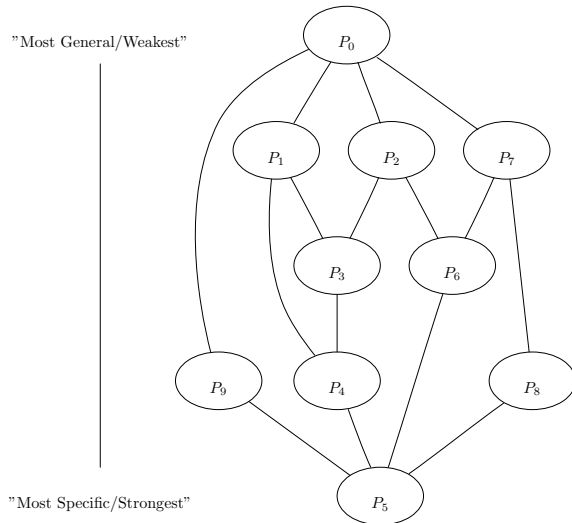 ”Most General/Weakest”
P0
P1
P2
P7
P3
P6
P9
P4
P8
”Most Specific/Strongest”
P5